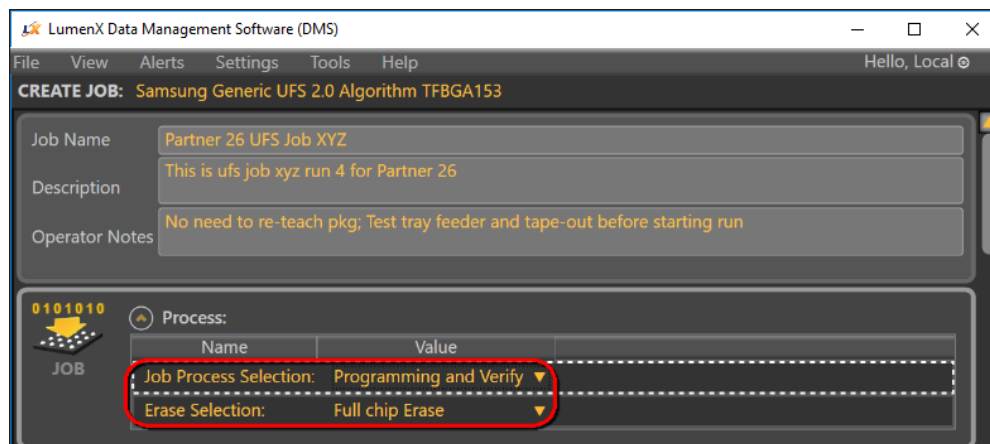 LumenX Data Management Software (DMS)
File View Alerts Settings Tools Help Hello, Local
CREATE JOB: Samsung Generic UFS 2.0 Algorithm TFBGA153
Job Name Partner 26 UFS Job XYZ
Description This is ufs job xyz run 4 for Partner 26
Operator Notes No need to re-teach pkg; Test tray feeder and tape-out before starting run
0101010
JOB
Process:
Name Value
Job Process Selection: Programming and Verify
Erase Selection: Full chip Erase